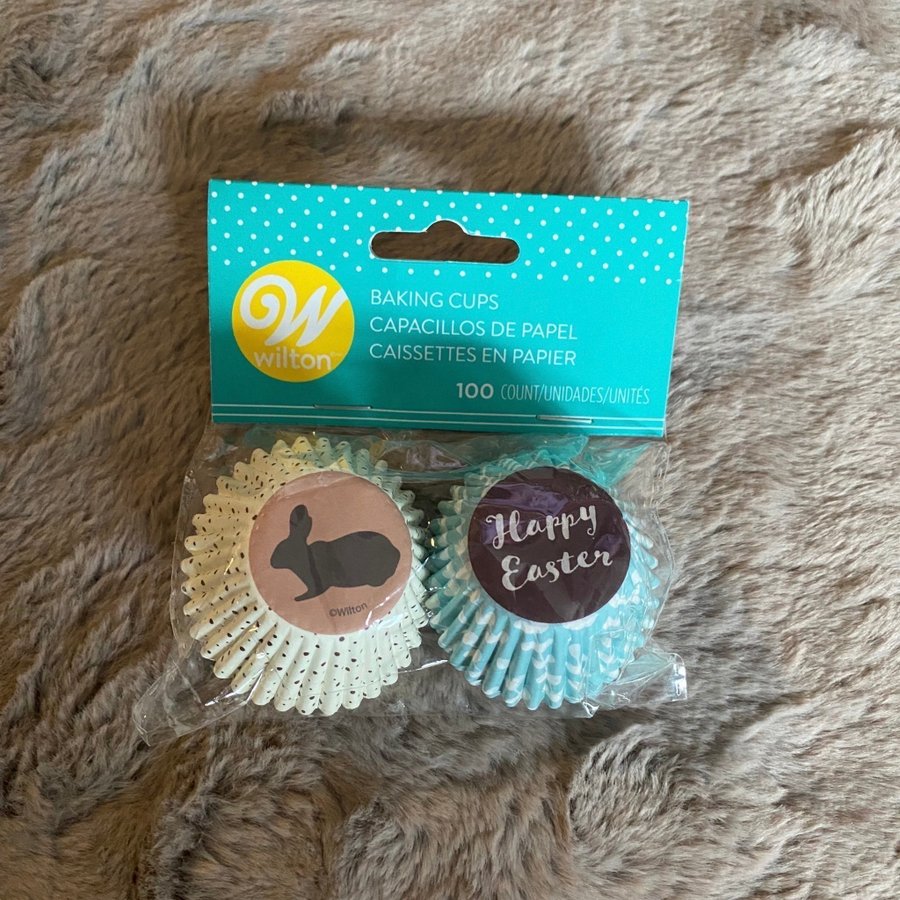 W
wilton
BAKING CUPS
CAPACILLOS DE PAPEL
CAISSETTES EN PAPIER
100 COUNT/UNIDADES/UNITÉS
©Wilton
Happy
Easter